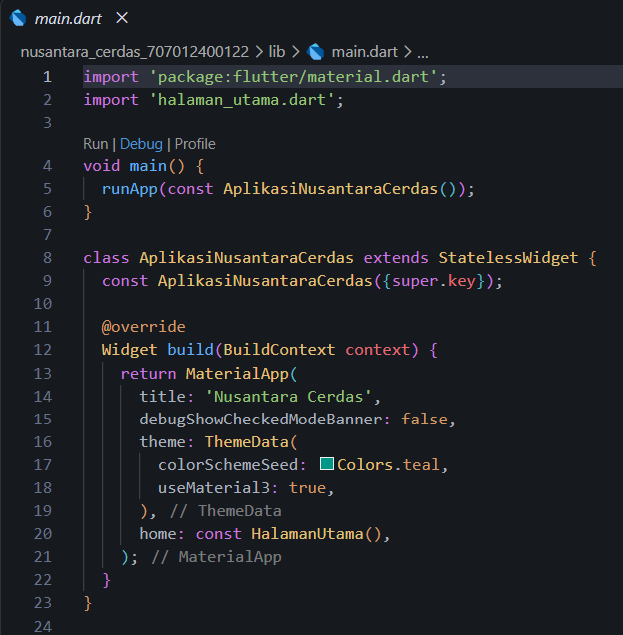 main.dart ×
nusantara_cerdas_707012400122 > lib > main.dart > ...
1 import 'package:flutter/material.dart';
2 import 'halaman_utama.dart';
3
Run | Debug | Profile
4 void main() {
5   runApp(const AplikasiNusantaraCerdas());
6 }
7
8 class AplikasiNusantaraCerdas extends StatelessWidget {
9   const AplikasiNusantaraCerdas({super.key});
10
11   @override
12   Widget build(BuildContext context) {
13     return MaterialApp(
14       title: 'Nusantara Cerdas',
15       debugShowCheckedModeBanner: false,
16       theme: ThemeData(
17         colorSchemeSeed: Colors.teal,
18         useMaterial3: true,
19       ), // ThemeData
20       home: const HalamanUtama(),
21     ); // MaterialApp
22   }
23 }
24